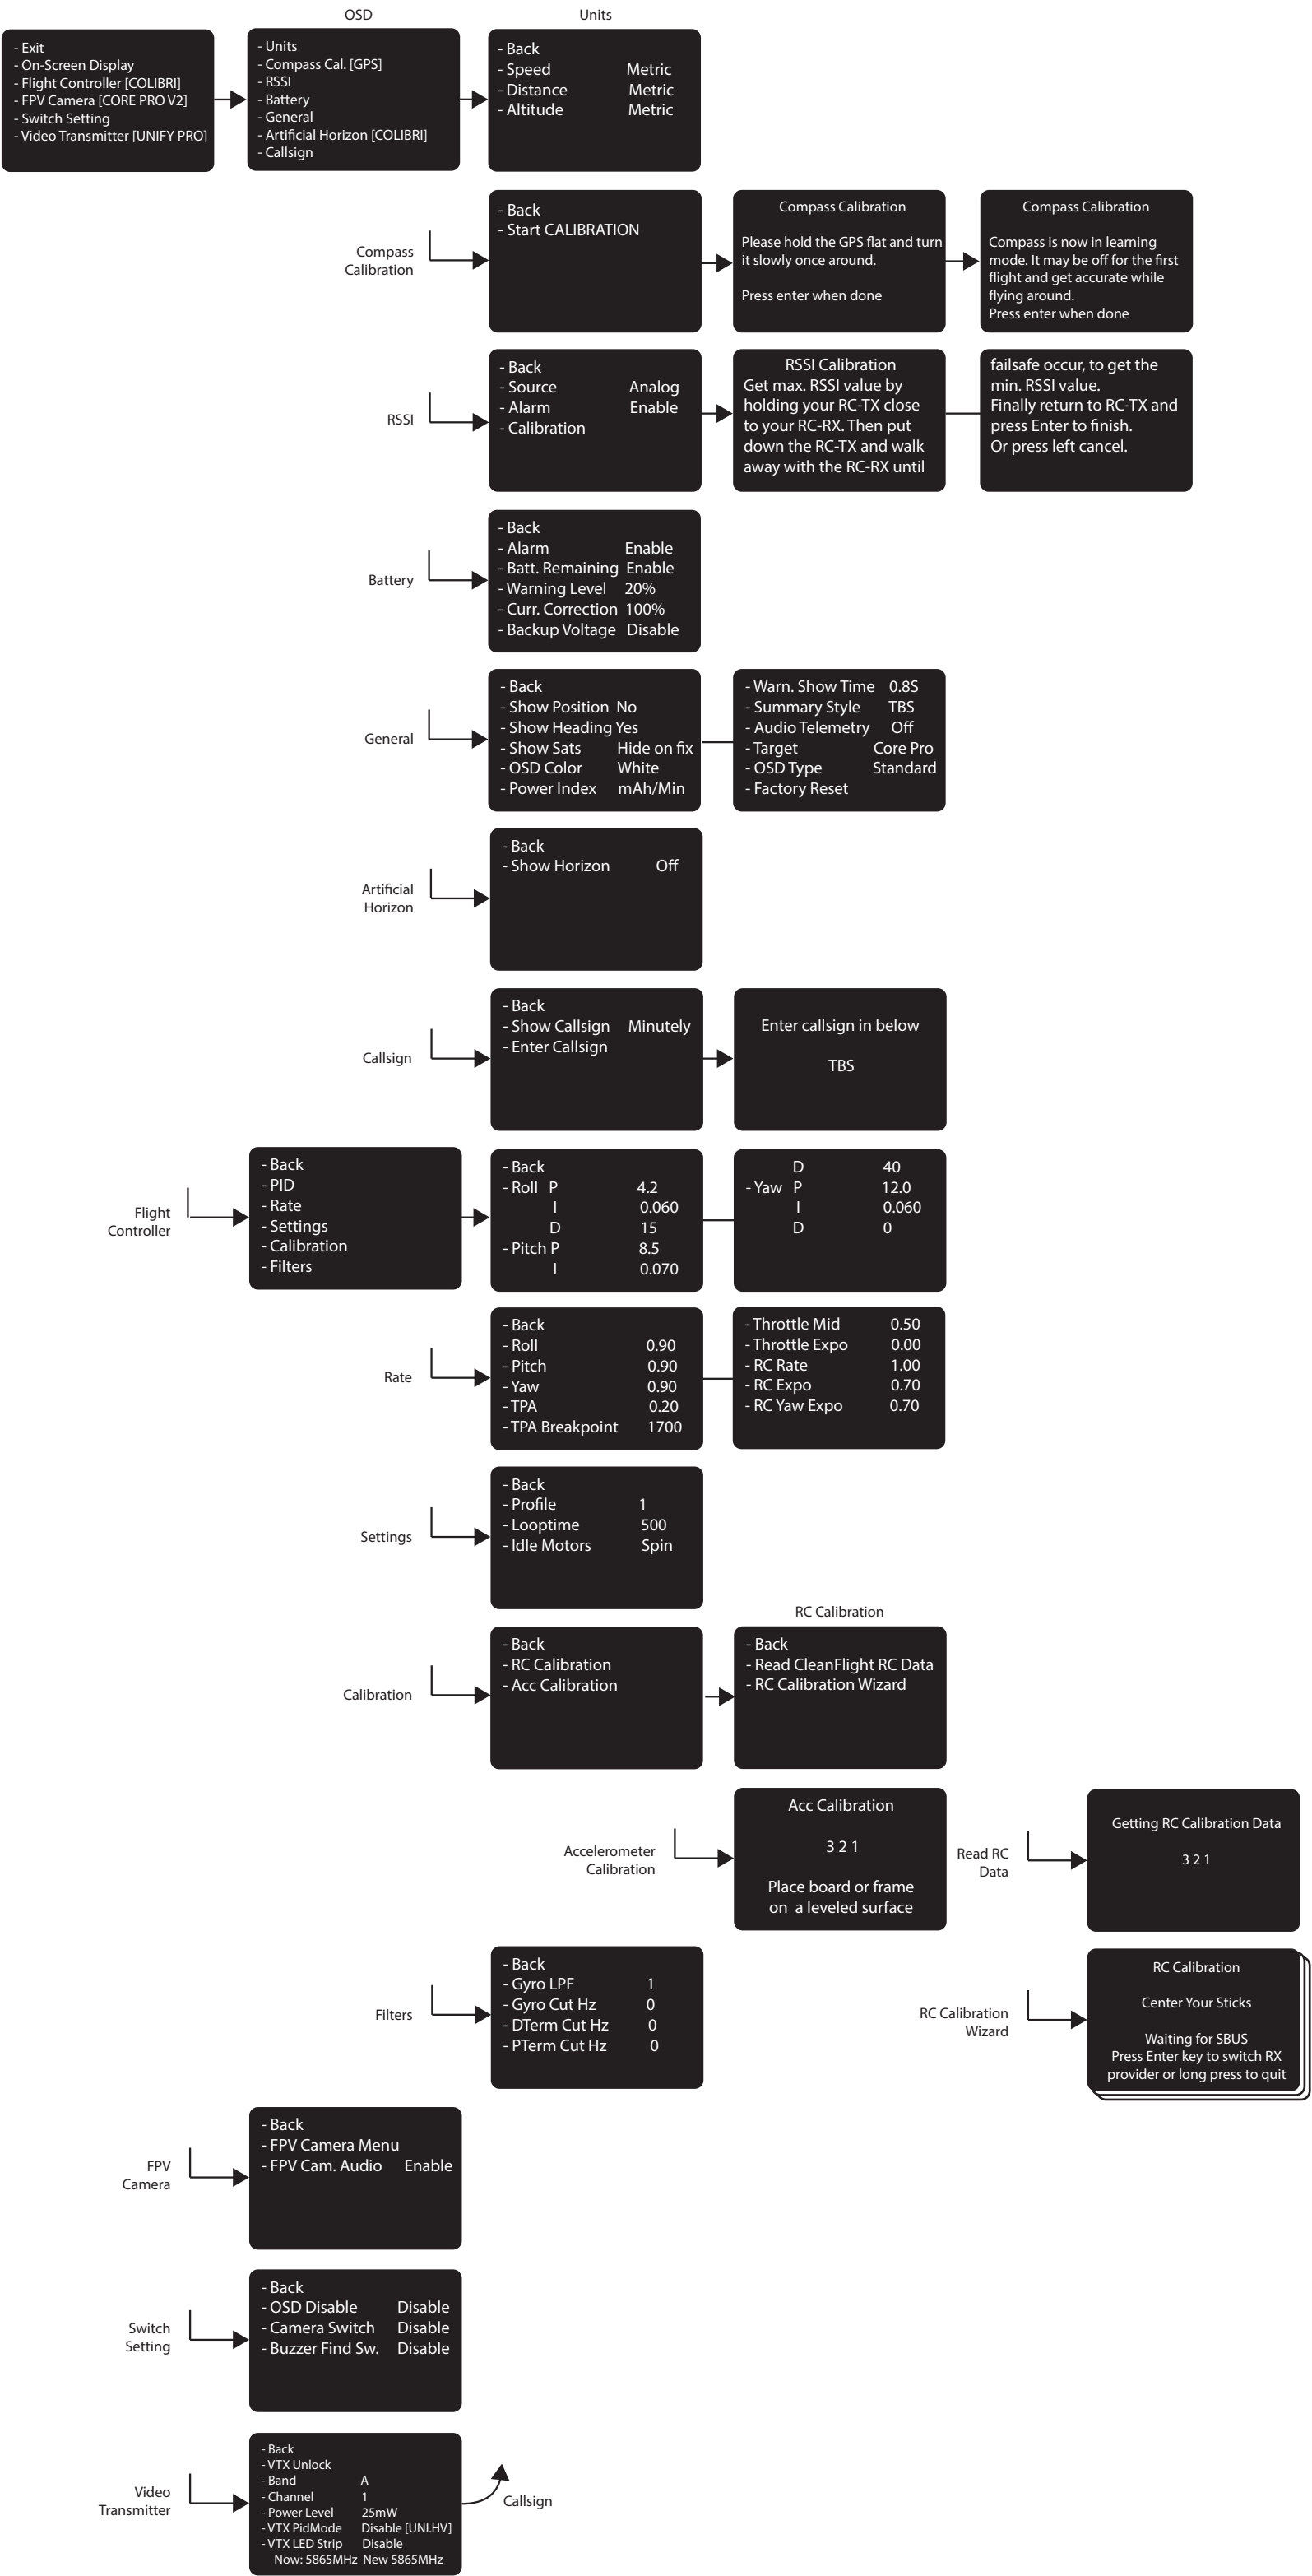 OSD
Units
- Exit
- On-Screen Display
- Flight Controller [COLIBRI]
- FPV Camera [CORE PRO V2]
- Switch Setting
- Video Transmitter [UNIFY PRO]
- Units
- Compass Cal. [GPS]
- RSSI
- Battery
- General
- Artificial Horizon [COLIBRI]
- Callsign
- Back
- Speed Metric
- Distance Metric
- Altitude Metric
Compass
Calibration
- Back
- Start CALIBRATION
Compass Calibration
Please hold the GPS flat and turn
it slowly once around.
Press enter when done
Compass Calibration
Compass is now in learning
mode. It may be off for the first
flight and get accurate while
flying around.
Press enter when done
RSSI
- Back
- Source Analog
- Alarm Enable
- Calibration
RSSI Calibration
Get max. RSSI value by
holding your RC-TX close
to your RC-RX. Then put
down the RC-TX and walk
away with the RC-RX until
failsafe occur, to get the
min. RSSI value.
Finally return to RC-TX and
press Enter to finish.
Or press left cancel.
Battery
- Back
- Alarm Enable
- Batt. Remaining Enable
- Warning Level 20%
- Curr. Correction 100%
- Backup Voltage Disable
General
- Back
- Show Position No
- Show Heading Yes
- Show Sats Hide on fix
- OSD Color White
- Power Index mAh/Min
- Warn. Show Time 0.8S
- Summary Style TBS
- Audio Telemetry Off
- Target Core Pro
- OSD Type Standard
- Factory Reset
Artificial
Horizon
- Back
- Show Horizon Off
Callsign
- Back
- Show Callsign Minutely
- Enter Callsign
Enter callsign in below
TBS
Flight
Controller
- Back
- PID
- Rate
- Settings
- Calibration
- Filters
- Back
- Roll P 4.2
I 0.060
D 15
- Pitch P 8.5
I 0.070
D 40
- Yaw P 12.0
I 0.060
D 0
Rate
- Back
- Roll 0.90
- Pitch 0.90
- Yaw 0.90
- TPA 0.20
- TPA Breakpoint 1700
- Throttle Mid 0.50
- Throttle Expo 0.00
- RC Rate 1.00
- RC Expo 0.70
- RC Yaw Expo 0.70
Settings
- Back
- Profile 1
- Looptime 500
- Idle Motors Spin
Calibration
- Back
- RC Calibration
- Acc Calibration
RC Calibration
- Back
- Read CleanFlight RC Data
- RC Calibration Wizard
Accelerometer
Calibration
Acc Calibration
3 2 1
Place board or frame
on a leveled surface
Read RC
Data
Getting RC Calibration Data
3 2 1
Filters
- Back
- Gyro LPF 1
- Gyro Cut Hz 0
- DTerm Cut Hz 0
- PTerm Cut Hz 0
RC Calibration
Wizard
RC Calibration
Center Your Sticks
Waiting for SBUS
Press Enter key to switch RX
provider or long press to quit
FPV
Camera
- Back
- FPV Camera Menu
- FPV Cam. Audio Enable
Switch
Setting
- Back
- OSD Disable Disable
- Camera Switch Disable
- Buzzer Find Sw. Disable
Video
Transmitter
- Back
- VTX Unlock
- Band A
- Channel 1
- Power Level 25mW
- VTX PidMode Disable [UNI.HV]
- VTX LED Strip Disable
Now: 5865MHz New 5865MHz
Callsign